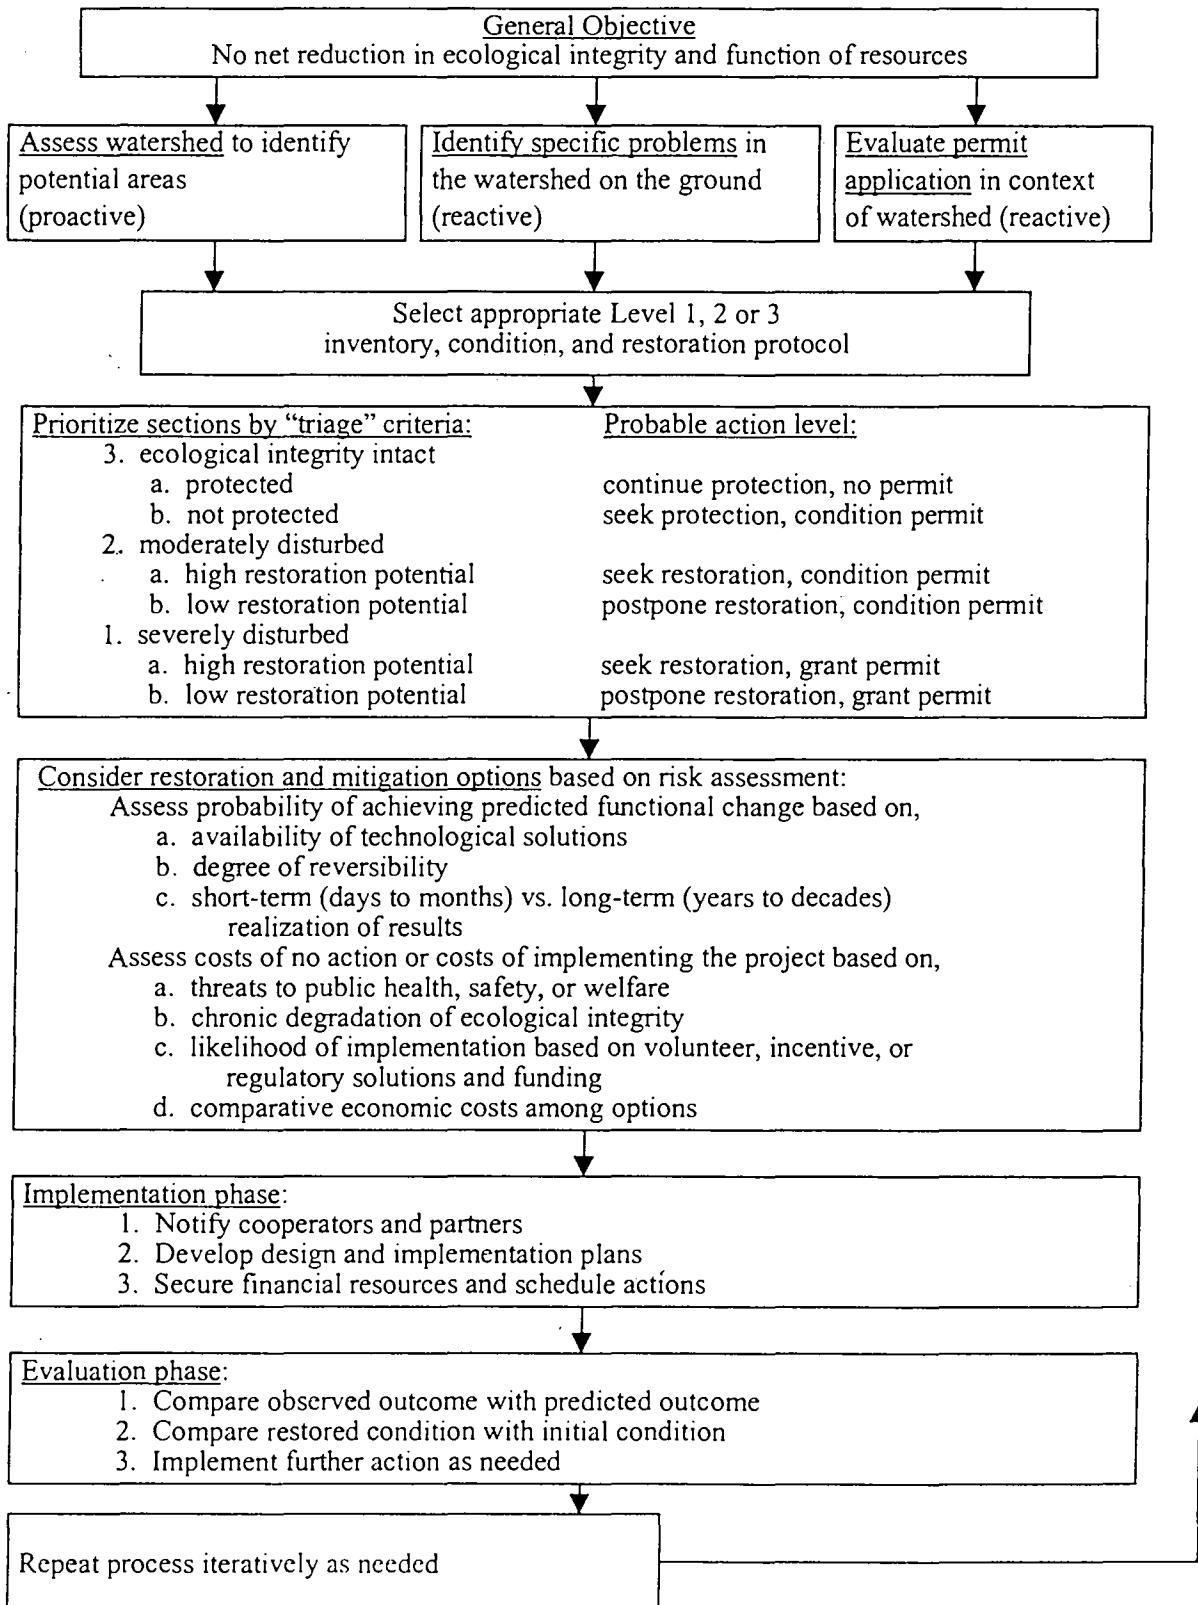 General Objective
No net reduction in ecological integrity and function of resources
Assess watershed to identify
potential areas
(proactive)
Identify specific problems in
the watershed on the ground
(reactive)
Evaluate permit
application in context
of watershed (reactive)
Select appropriate Level 1, 2 or 3
inventory, condition, and restoration protocol
Prioritize sections by “triage” criteria: Probable action level:
3. ecological integrity intact
a. protected continue protection, no permit
b. not protected seek protection, condition permit
2. moderately disturbed
a. high restoration potential seek restoration, condition permit
b. low restoration potential postpone restoration, condition permit
1. severely disturbed
a. high restoration potential seek restoration, grant permit
b. low restoration potential postpone restoration, grant permit
Consider restoration and mitigation options based on risk assessment:
Assess probability of achieving predicted functional change based on,
a. availability of technological solutions
b. degree of reversibility
c. short-term (days to months) vs. long-term (years to decades)
realization of results
Assess costs of no action or costs of implementing the project based on,
a. threats to public health, safety, or welfare
b. chronic degradation of ecological integrity
c. likelihood of implementation based on volunteer, incentive, or
regulatory solutions and funding
d. comparative economic costs among options
Implementation phase:
1. Notify cooperators and partners
2. Develop design and implementation plans
3. Secure financial resources and schedule actions
Evaluation phase:
1. Compare observed outcome with predicted outcome
2. Compare restored condition with initial condition
3. Implement further action as needed
Repeat process iteratively as needed